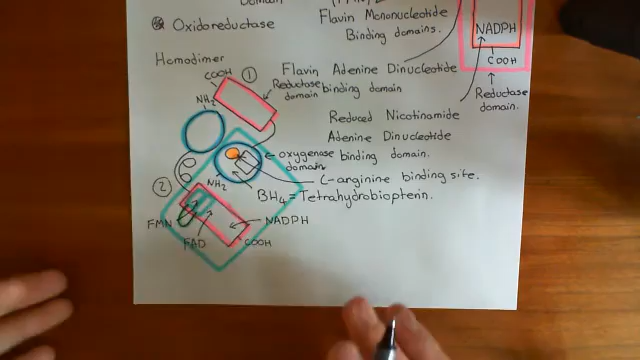 Domain
Oxidoreductase
Flavin Mononucleotide
Binding domains.
NADPH
COOH
Reductase
domain.
Homodimer
COOH
1
Flavin Adenine Dinucleotide
binding domain
Reductase
domain
NH2
Reduced Nicotinamide
Adenine Dinucleotide
binding domain.
oxygenase
domain
L-arginine binding site.
NH2
BH4 = Tetrahydrobiopterin.
2
FMN
FAD
NADPH
COOH